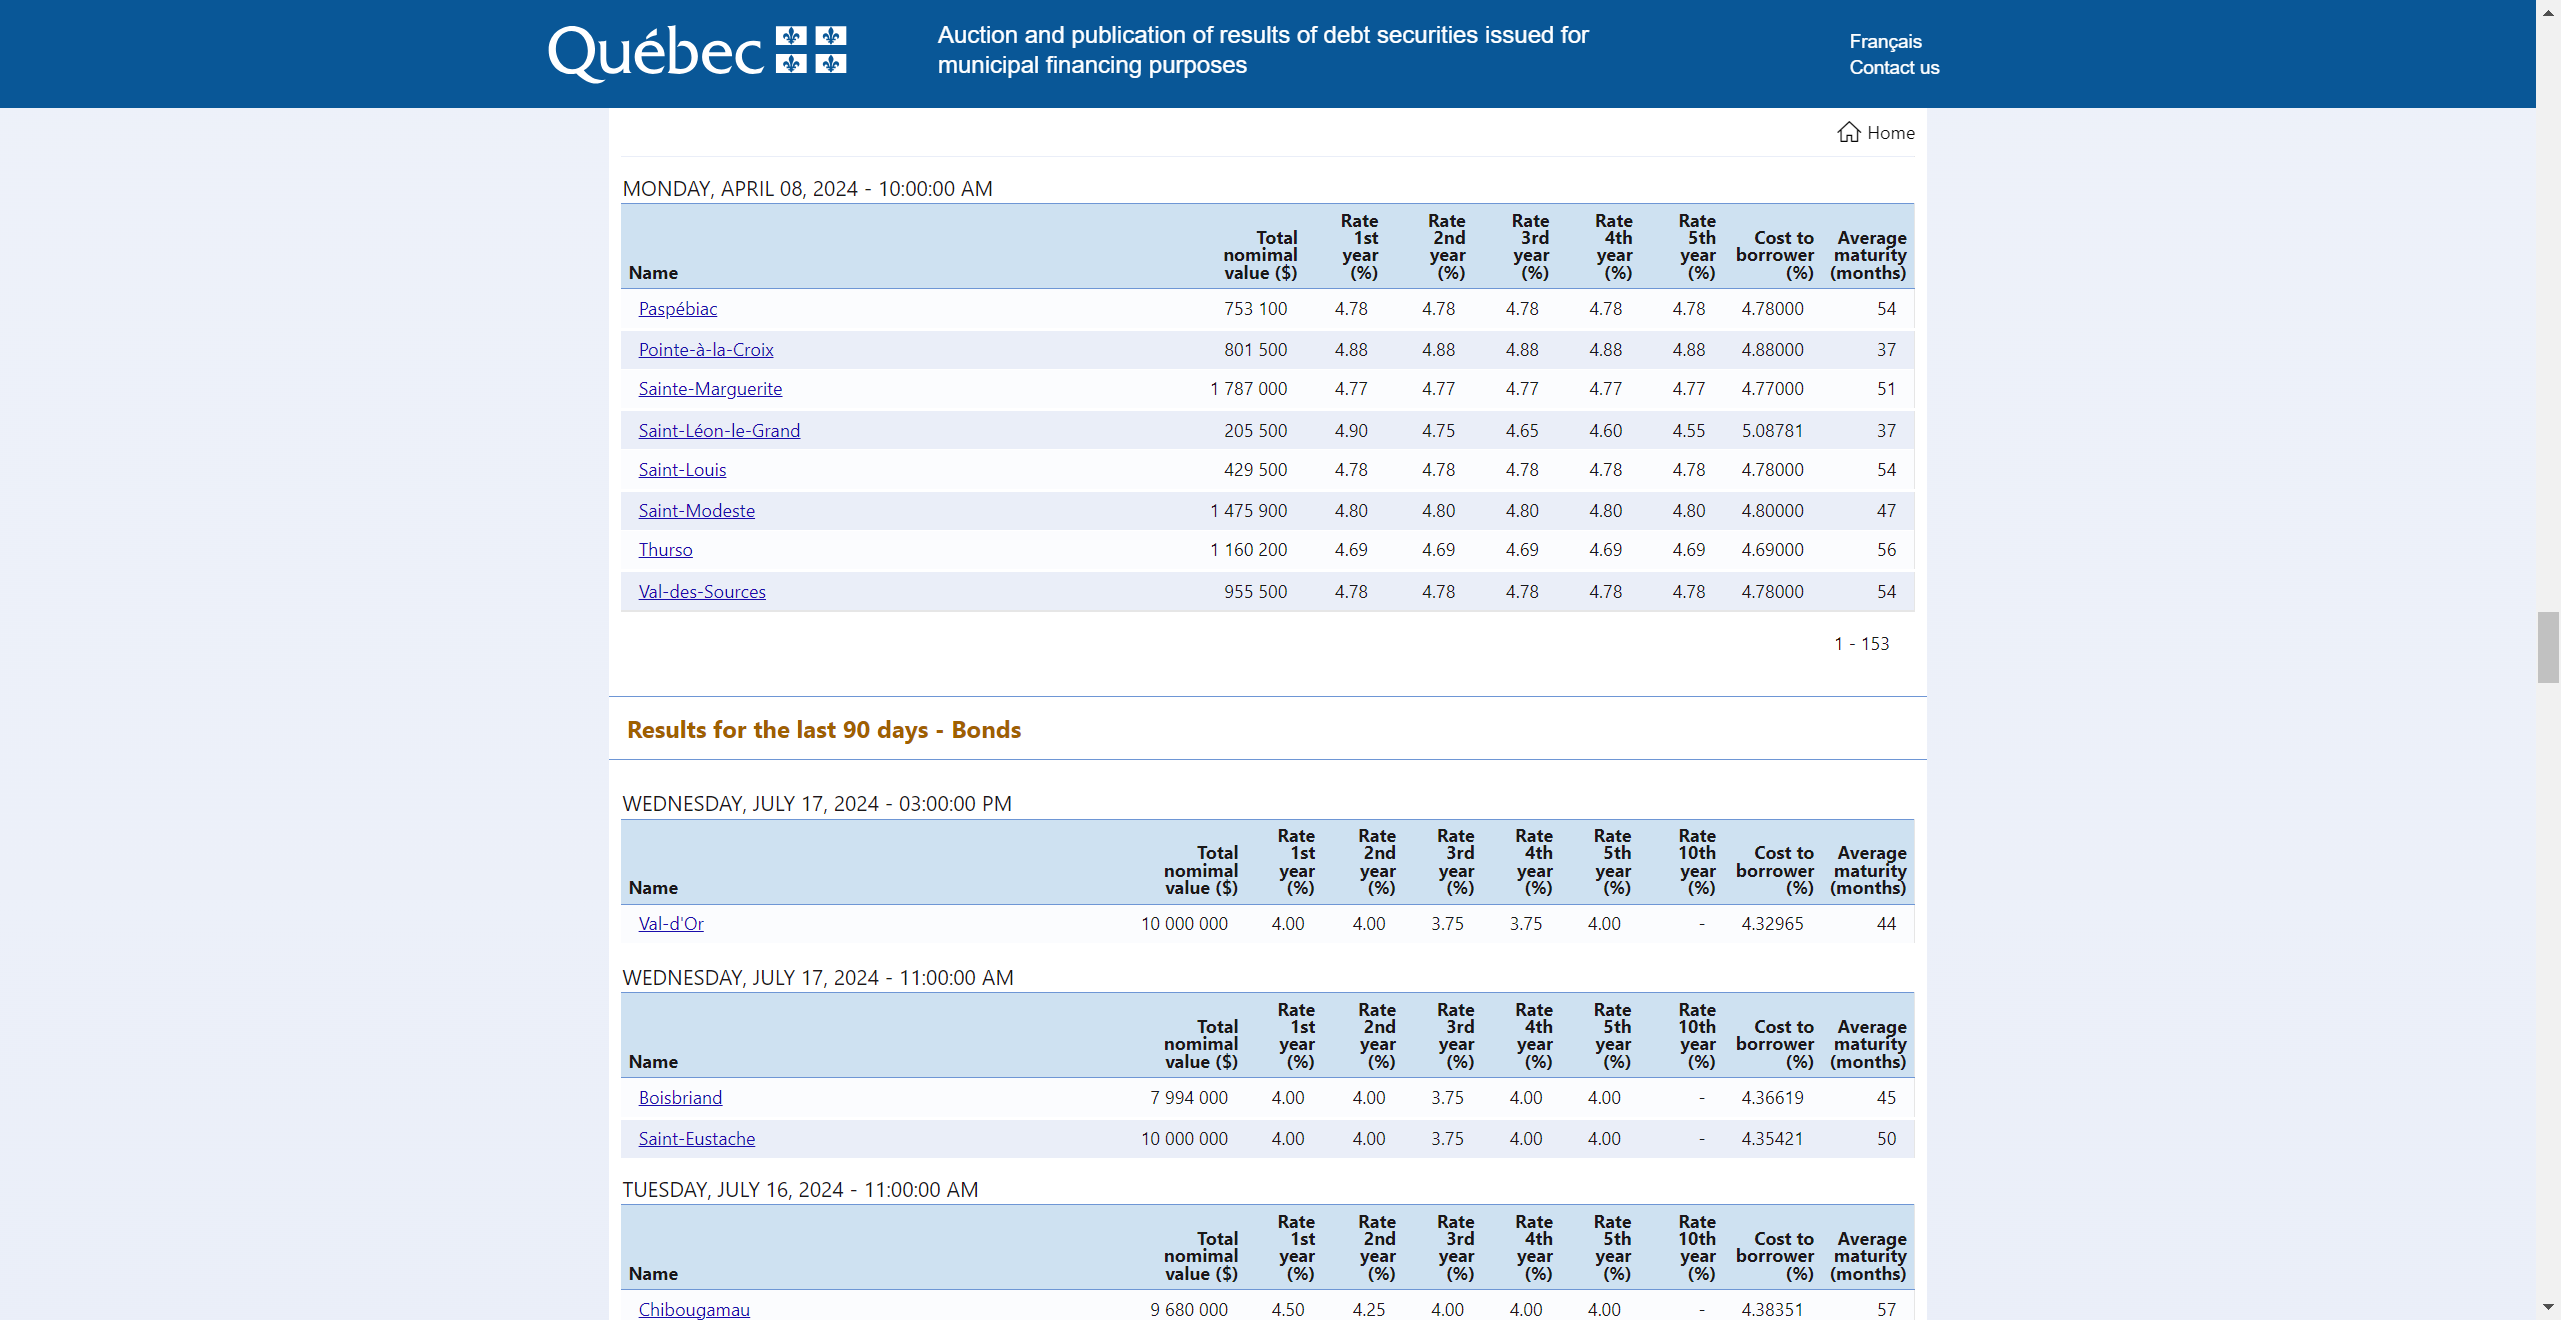 Québec
Auction and publication of results of debt securities issued for
municipal financing purposes
Français
Contact us
Home
MONDAY, APRIL 08, 2024 - 10:00:00 AM
Name Total nomimal value ($) Rate 1st year (%) Rate 2nd year (%) Rate 3rd year (%) Rate 4th year (%) Rate 5th year (%) Cost to borrower (%) Average maturity (months)
Paspébiac 753 100 4.78 4.78 4.78 4.78 4.78 4.78000 54
Pointe-à-la-Croix 801 500 4.88 4.88 4.88 4.88 4.88 4.88000 37
Sainte-Marguerite 1 787 000 4.77 4.77 4.77 4.77 4.77 4.77000 51
Saint-Léon-le-Grand 205 500 4.90 4.75 4.65 4.60 4.55 5.08781 37
Saint-Louis 429 500 4.78 4.78 4.78 4.78 4.78 4.78000 54
Saint-Modeste 1 475 900 4.80 4.80 4.80 4.80 4.80 4.80000 47
Thurso 1 160 200 4.69 4.69 4.69 4.69 4.69 4.69000 56
Val-des-Sources 955 500 4.78 4.78 4.78 4.78 4.78 4.78000 54
1 - 153
Results for the last 90 days - Bonds
WEDNESDAY, JULY 17, 2024 - 03:00:00 PM
Name Total nomimal value ($) Rate 1st year (%) Rate 2nd year (%) Rate 3rd year (%) Rate 4th year (%) Rate 5th year (%) Rate 10th year (%) Cost to borrower (%) Average maturity (months)
Val-d'Or 10 000 000 4.00 4.00 3.75 3.75 4.00 - 4.32965 44
WEDNESDAY, JULY 17, 2024 - 11:00:00 AM
Name Total nomimal value ($) Rate 1st year (%) Rate 2nd year (%) Rate 3rd year (%) Rate 4th year (%) Rate 5th year (%) Rate 10th year (%) Cost to borrower (%) Average maturity (months)
Boisbriand 7 994 000 4.00 4.00 3.75 4.00 4.00 - 4.36619 45
Saint-Eustache 10 000 000 4.00 4.00 3.75 4.00 4.00 - 4.35421 50
TUESDAY, JULY 16, 2024 - 11:00:00 AM
Name Total nomimal value ($) Rate 1st year (%) Rate 2nd year (%) Rate 3rd year (%) Rate 4th year (%) Rate 5th year (%) Rate 10th year (%) Cost to borrower (%) Average maturity (months)
Chibougamau 9 680 000 4.50 4.25 4.00 4.00 4.00 - 4.38351 57